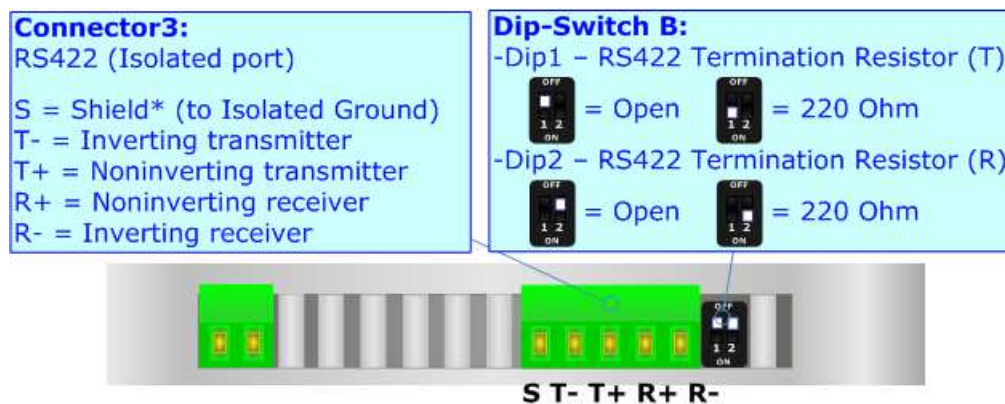 Connector3:
RS422 (Isolated port)
S = Shield* (to Isolated Ground)
T- = Inverting transmitter
T+ = Noninverting transmitter
R+ = Noninverting receiver
R- = Inverting receiver
Dip-Switch B:
-Dip1 – RS422 Termination Resistor (T)
OFF
1 2
ON
= Open
OFF
1 2
ON
= 220 Ohm
-Dip2 – RS422 Termination Resistor (R)
OFF
1 2
ON
= Open
OFF
1 2
ON
= 220 Ohm
OFF
1 2
ON
S T- T+ R+ R-